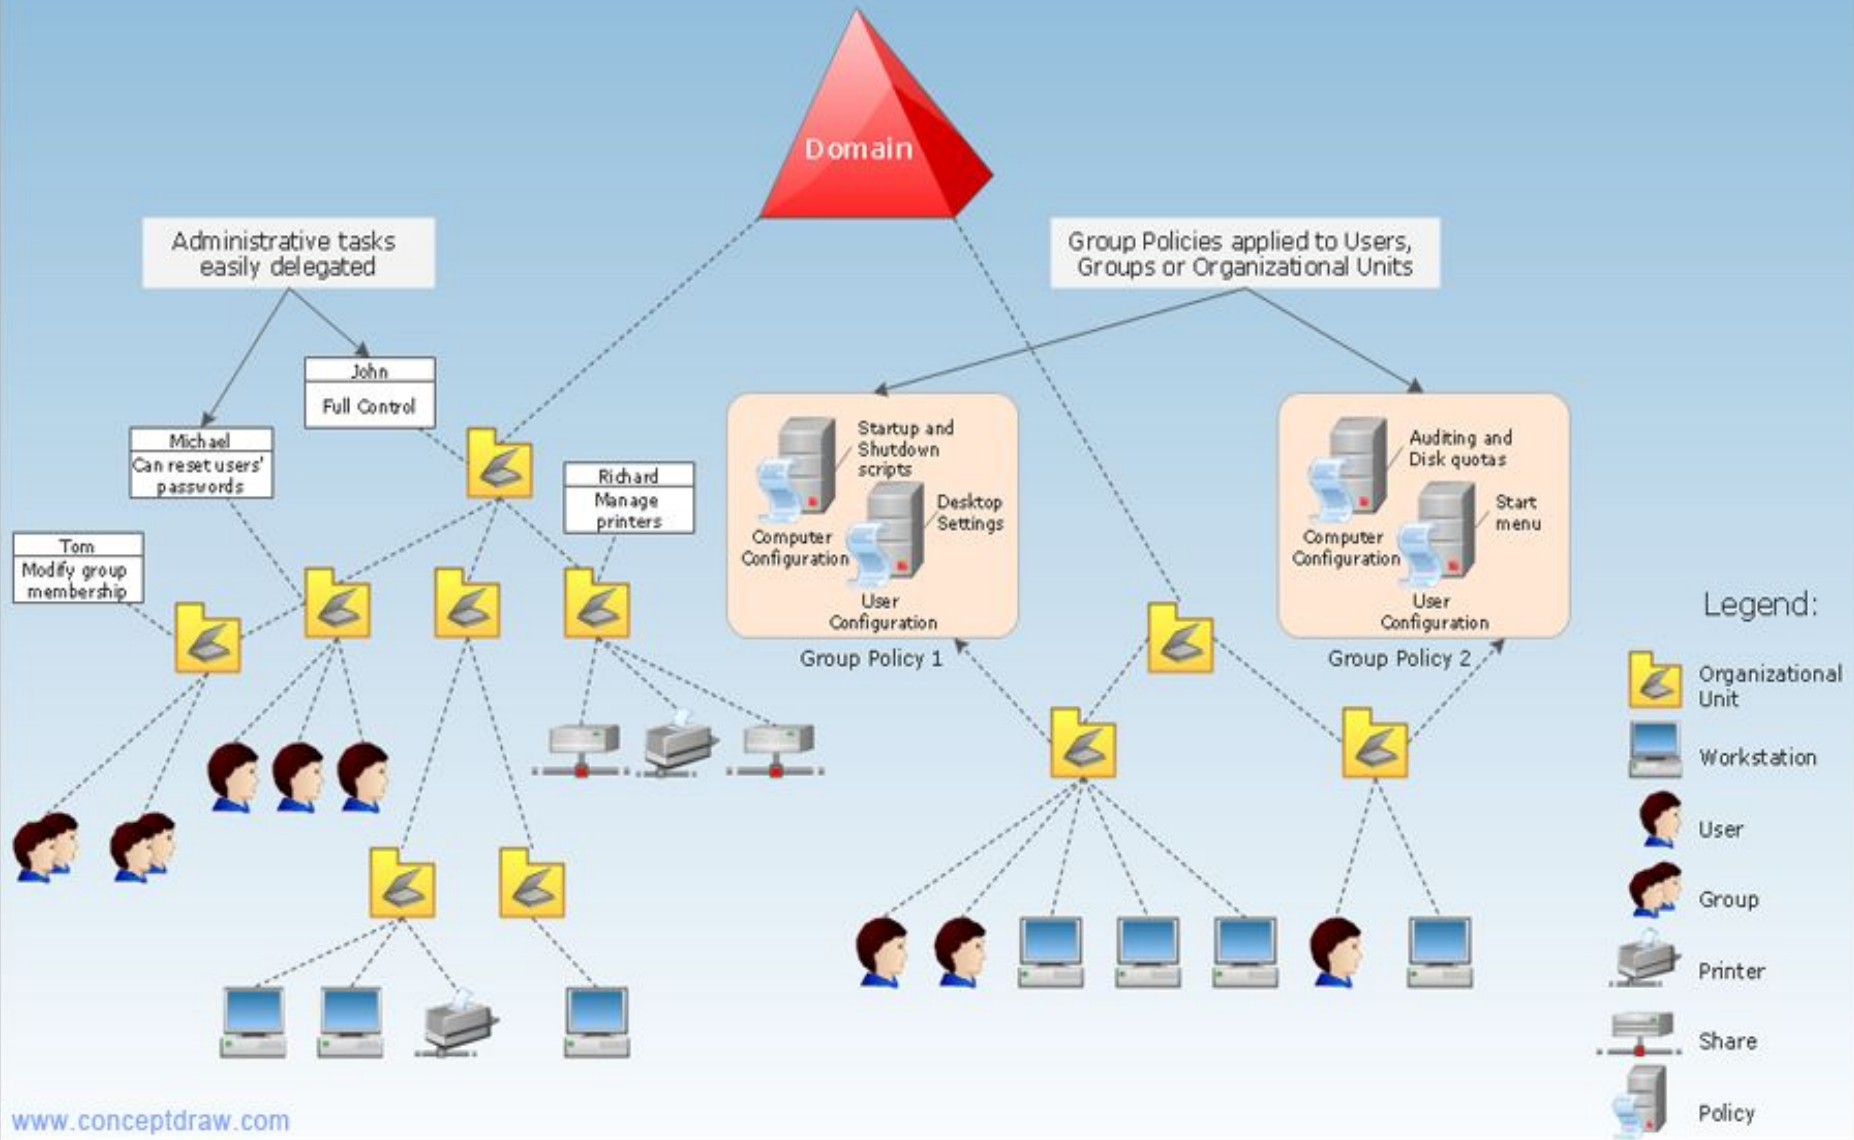 Domain
Administrative tasks
easily delegated
Group Policies applied to Users,
Groups or Organizational Units
John
Full Control
Michael
Can reset users'
passwords
Richard
Manage
printers
Tom
Modify group
membership
Startup and
Shutdown
scripts
Desktop
Settings
Computer
Configuration
User
Configuration
Group Policy 1
Auditing and
Disk quotas
Start
menu
Computer
Configuration
User
Configuration
Group Policy 2
Legend:
Organizational
Unit
Workstation
User
Group
Printer
Share
Policy
www.conceptdraw.com